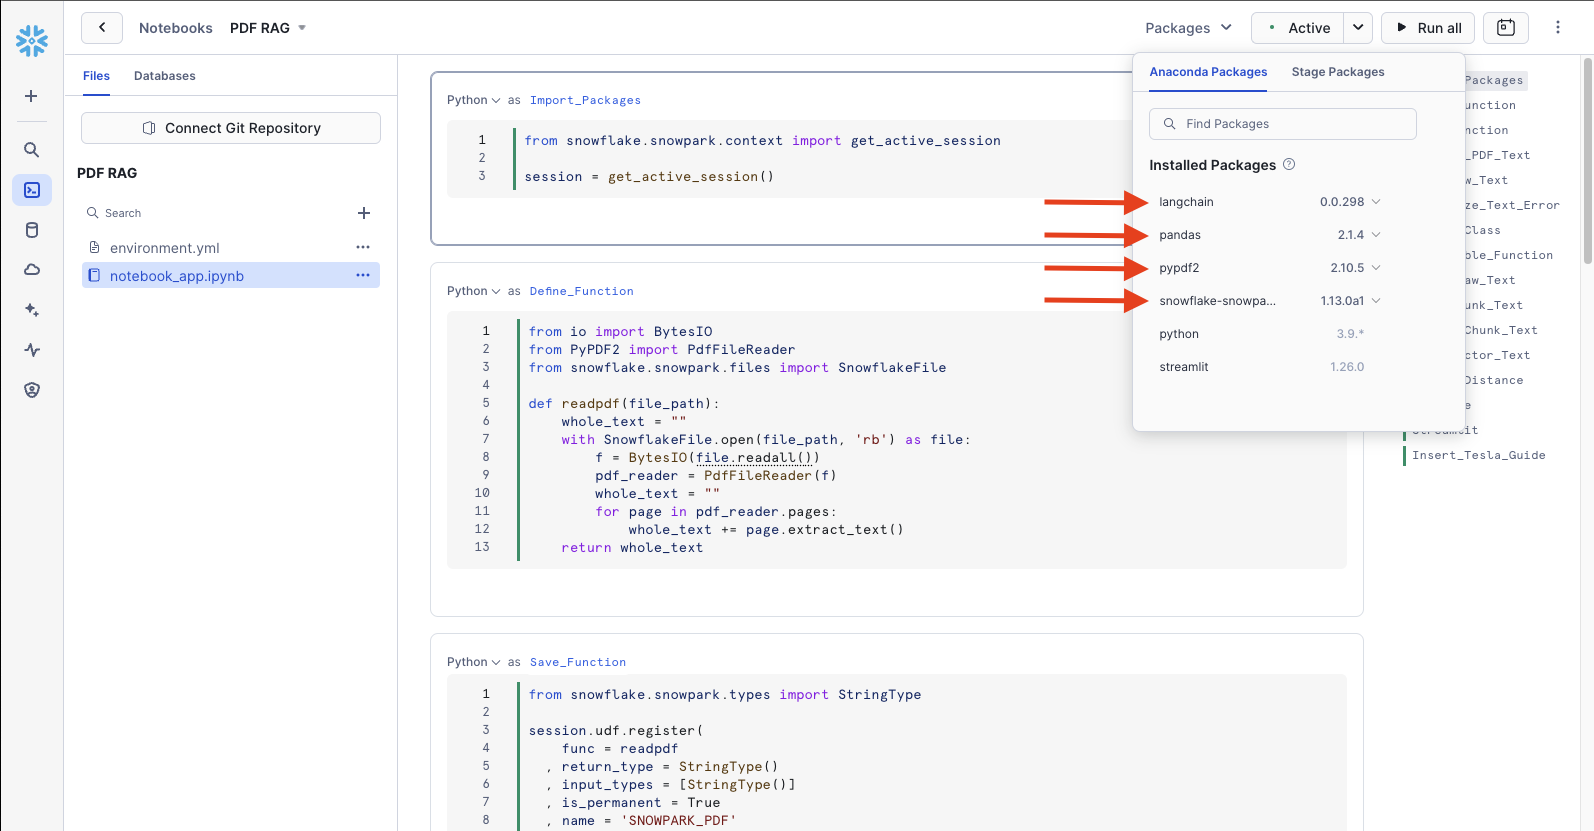 Notebooks PDF RAG
Packages
Active
Run all
Files Databases
Connect Git Repository
PDF RAG
Search
environment.yml
notebook_app.ipynb
Python as Import_Packages
1 from snowflake.snowpark.context import get_active_session
2
3 session = get_active_session()
Python as Define_Function
1 from io import BytesIO
2 from PyPDF2 import PdfFileReader
3 from snowflake.snowpark.files import SnowflakeFile
4
5 def readpdf(file_path):
6 whole_text = ""
7 with SnowflakeFile.open(file_path, 'rb') as file:
8 f = BytesIO(file.readall())
9 pdf_reader = PdfFileReader(f)
10 whole_text = ""
11 for page in pdf_reader.pages:
12 whole_text += page.extract_text()
13 return whole_text
Python as Save_Function
1 from snowflake.snowpark.types import StringType
2
3 session.udf.register(
4 func = readpdf
5 , return_type = StringType()
6 , input_types = [StringType()]
7 , is_permanent = True
8 , name = 'SNOWPARK_PDF'
Anaconda Packages Stage Packages
Find Packages
Installed Packages
langchain 0.0.298
pandas 2.1.4
pypdf2 2.10.5
snowflake-snowpa... 1.13.0a1
python 3.9.*
streamlit 1.26.0
Packages
unction
nction
_PDF_Text
w_Text
ze_Text_Error
Class
ble_Function
aw_Text
unk_Text
Chunk_Text
ctor_Text
Distance
e
Streamlit
Insert_Tesla_Guide